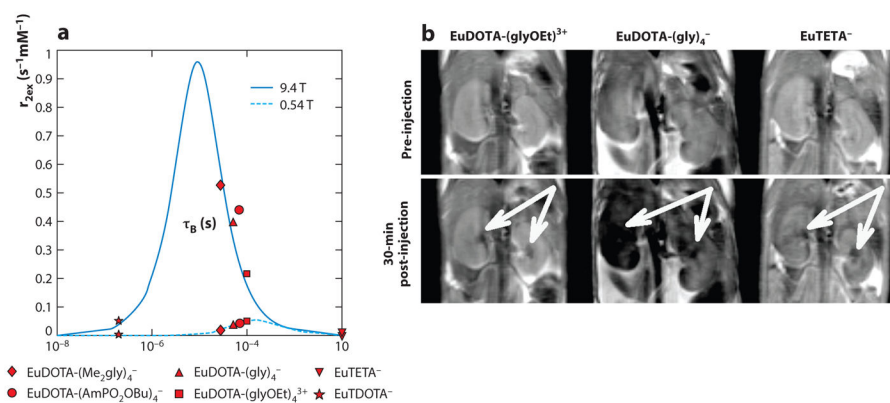 a
r2ex (s−1mM−1)
1
0.9
0.8
0.7
0.6
0.5
0.4
0.3
0.2
0.1
0
9.4 T
0.54 T
τB (s)
10−8
10−6
10−4
10
EuDOTA-(Me2gly)4−
EuDOTA-(gly)4−
EuTETA−
EuDOTA-(AmPO2OBu)4−
EuDOTA-(glyOEt)43+
EuTDOTA−
b
EuDOTA-(glyOEt)3+
EuDOTA-(gly)4−
EuTETA−
Pre-injection
30-min
post-injection